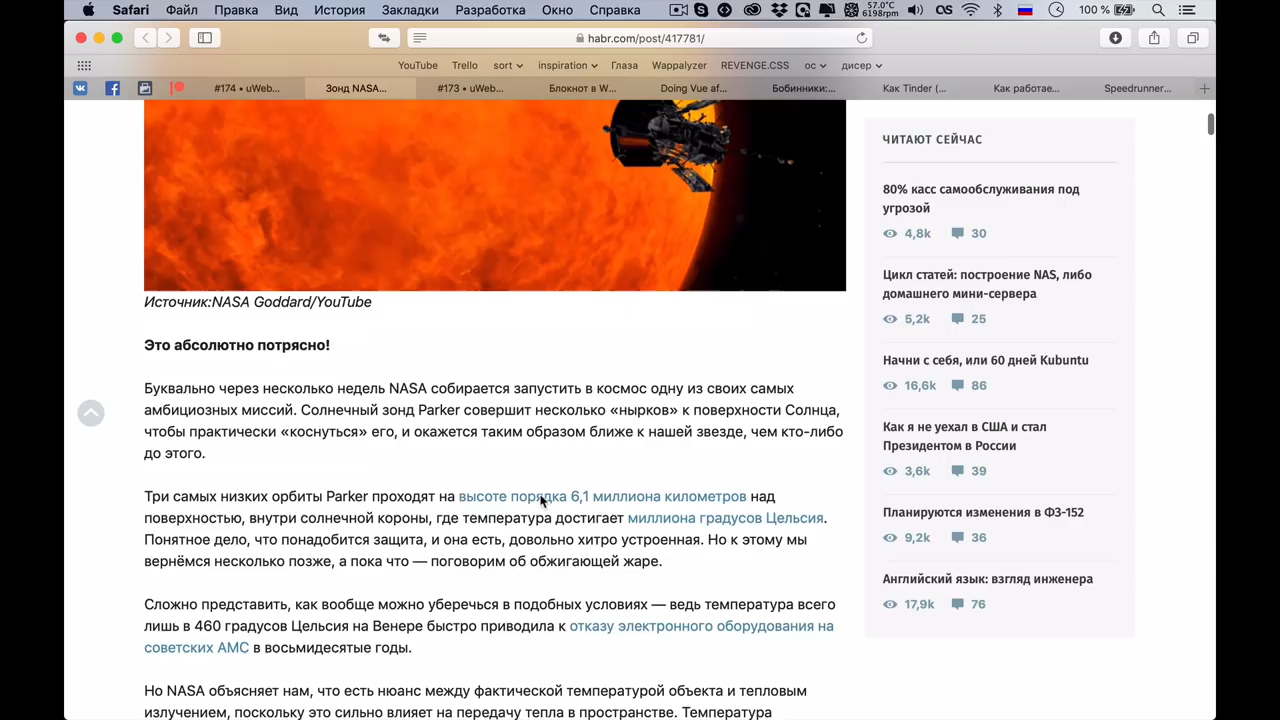 Safari Файл Правка Вид История Закладки Разработка Окно Справка 57.0°C 6198rpm 100 %
habr.com/post/417781/
YouTube Trello sort inspiration Глаза Wappalyzer REVENGE.CSS ос дисер
#174 • uWeb... Зонд NASA... #173 • uWeb... Блокнот в W... Doing Vue af... Бобинники:... Как Tinder (... Как работае... Speedrunner...
Источник:NASA Goddard/YouTube
Это абсолютно потрясно!
Буквально через несколько недель NASA собирается запустить в космос одну из своих самых
амбициозных миссий. Солнечный зонд Parker совершит несколько «нырков» к поверхности Солнца,
чтобы практически «коснуться» его, и окажется таким образом ближе к нашей звезде, чем кто-либо
до этого.
Три самых низких орбиты Parker проходят на высоте порядка 6,1 миллиона километров над
поверхностью, внутри солнечной короны, где температура достигает миллиона градусов Цельсия.
Понятное дело, что понадобится защита, и она есть, довольно хитро устроенная. Но к этому мы
вернёмся несколько позже, а пока что — поговорим об обжигающей жаре.
Сложно представить, как вообще можно уберечься в подобных условиях — ведь температура всего
лишь в 460 градусов Цельсия на Венере быстро приводила к отказу электронного оборудования на
советских АМС в восьмидесятые годы.
Но NASA объясняет нам, что есть нюанс между фактической температурой объекта и тепловым
излучением, поскольку это сильно влияет на передачу тепла в пространстве. Температура
ЧИТАЮТ СЕЙЧАС
80% касс самообслуживания под
угрозой
4,8k 30
Цикл статей: построение NAS, либо
домашнего мини-сервера
5,2k 25
Начни с себя, или 60 дней Kubuntu
16,6k 86
Как я не уехал в США и стал
Президентом в России
3,6k 39
Планируются изменения в ФЗ-152
9,2k 36
Английский язык: взгляд инженера
17,9k 76